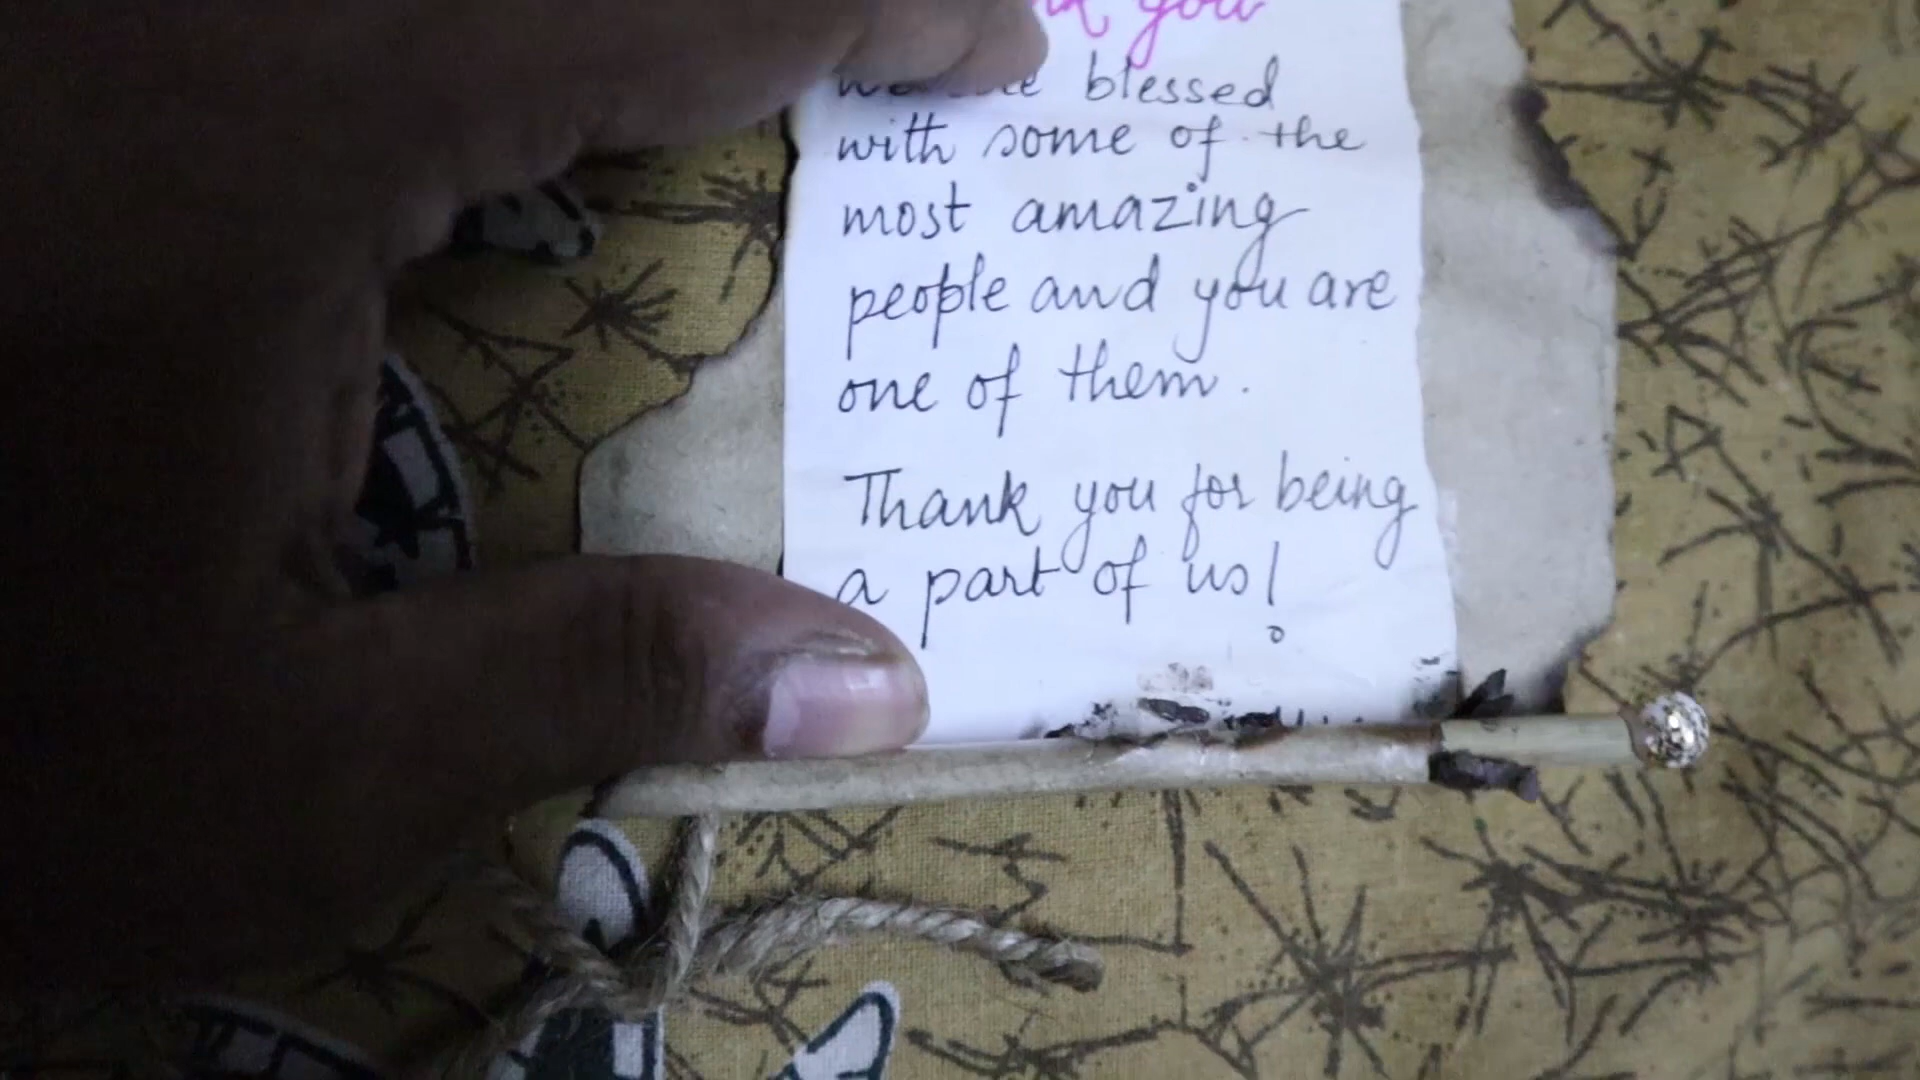 you
blessed
with some of the
most amazing
people and you are
one of them.
Thank you for being
a part of us!